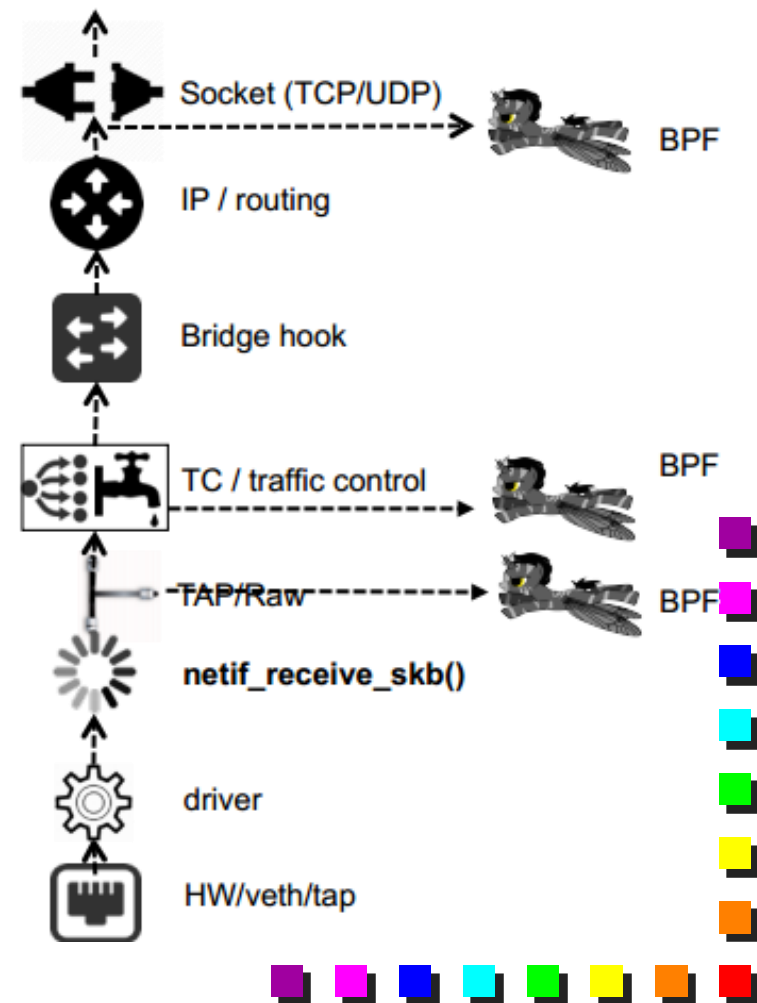 Socket (TCP/UDP)
BPF
IP / routing
Bridge hook
BPF
TC / traffic control
TAP/Raw
BPF
netif_receive_skb()
driver
HW/veth/tap